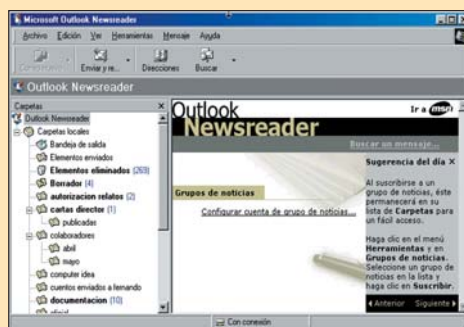 Microsoft Outlook Newsreader
Archivo Edición Ver Herramientas Mensaje Ayuda
Enviar y re... Direcciones Buscar
Outlook Newsreader
Carpetas ×
Outlook Newsreader
Carpetas locales
Bandeja de salida
Elementos enviados
Elementos eliminados (269)
Borrador (4)
autorizacion relatos (2)
cartas director (1)
publicadas
colaboradores
abril
mayo
computer idea
cuentos enviados a fernando
documentacion (10)
oficial
Outlook
Newsreader
Ir a msn
Buscar un mensaje...
Grupos de noticias
Configurar cuenta de grupo de noticias...
Sugerencia del día ×
Al suscribirse a un
grupo de noticias, ésta
permanecerá en su
lista de Carpetas para
un fácil acceso.
Haga clic en el menú
Herramientas y en
Grupos de noticias.
Seleccione un grupo de
noticias en la lista y
haga clic en Suscribir.
Anterior Siguiente
Con conexión